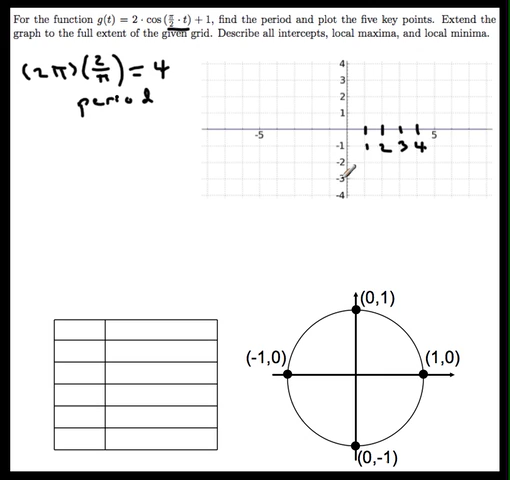 For the function g(t) = 2 · cos (π/2 · t) + 1, find the period and plot the five key points. Extend the
graph to the full extent of the given grid. Describe all intercepts, local maxima, and local minima.
(2π)(2/π) = 4
period
4
3
2
1
-5
5
-1
1 2 3 4
-2
-3
-4
(0,1)
(-1,0)
(1,0)
(0,-1)